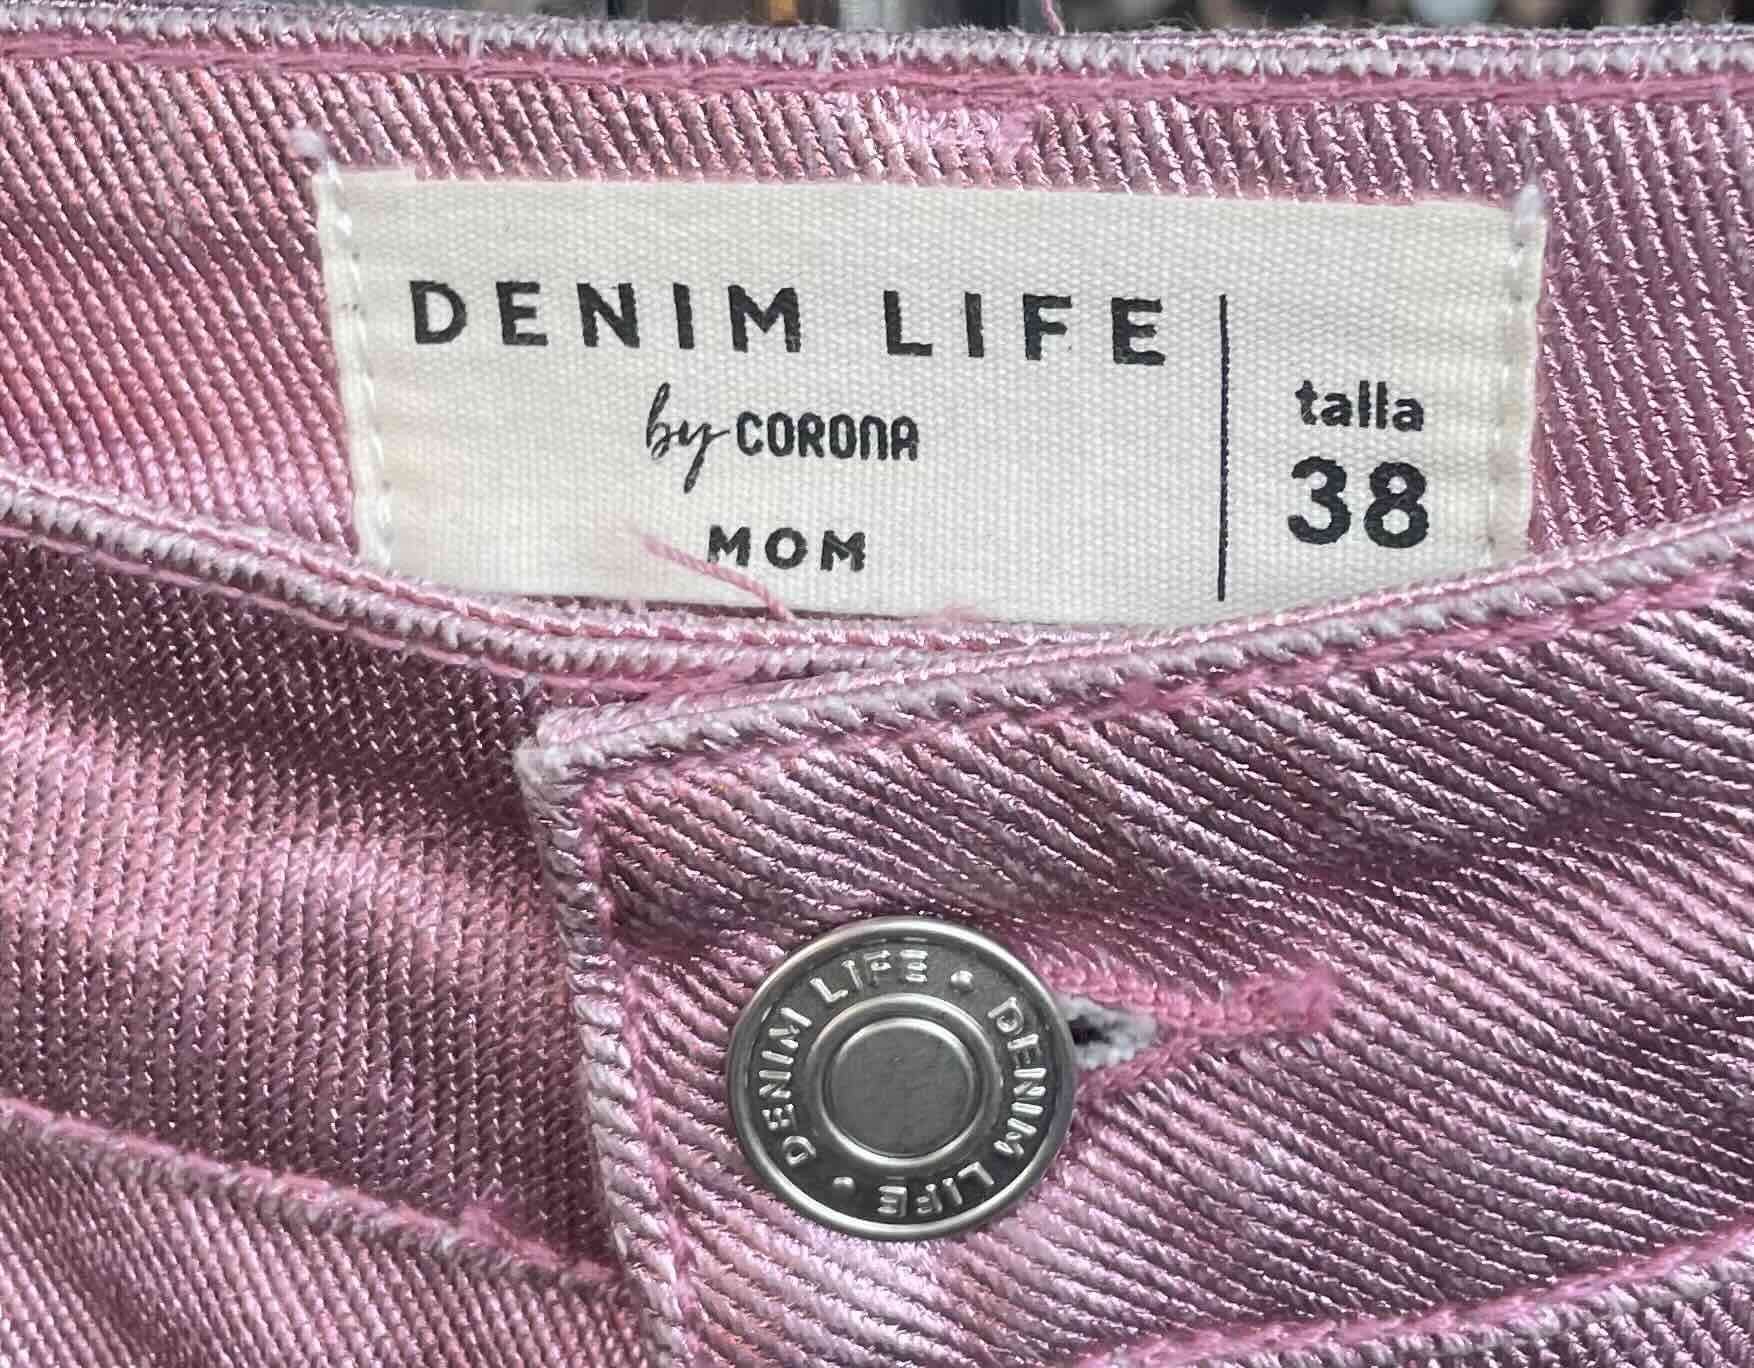 DENIM LIFE
by CORONA
MOM
talla
38
DENIM LIFE • DENIM LIFE •